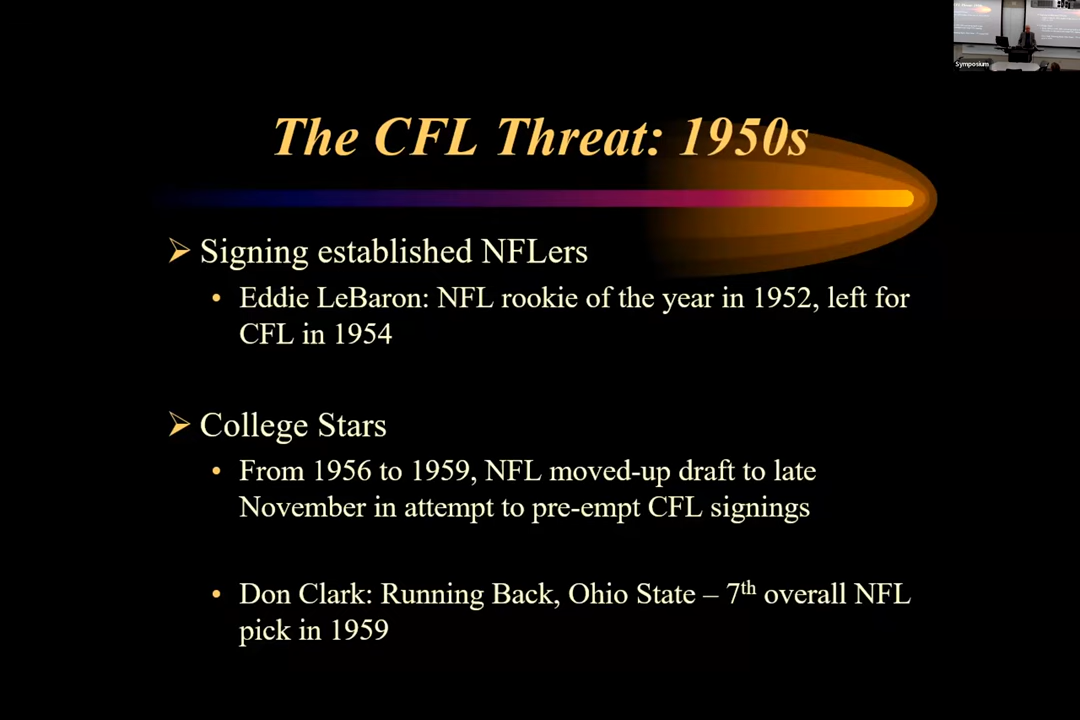 Symposium
The CFL Threat: 1950s
➢ Signing established NFLers
• Eddie LeBaron: NFL rookie of the year in 1952, left for
CFL in 1954
➢ College Stars
• From 1956 to 1959, NFL moved-up draft to late
November in attempt to pre-empt CFL signings
• Don Clark: Running Back, Ohio State – 7th overall NFL
pick in 1959